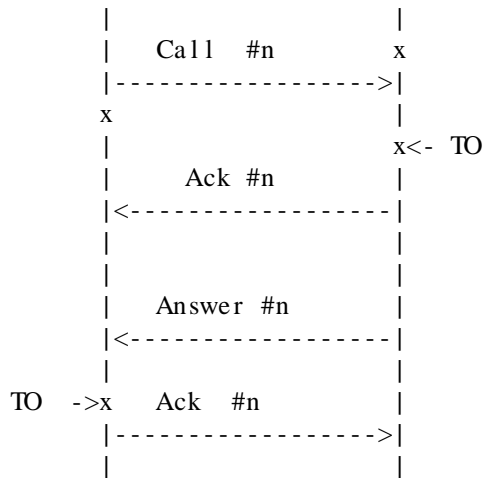 |                    |
|    Call  #n        x
|------------------->|
x                    |
|                    x<- TO
|      Ack #n        |
|<-------------------|
|                    |
|                    |
|    Answer #n       |
|<-------------------|
|                    |
TO ->x    Ack  #n        |
|------------------->|
|                    |